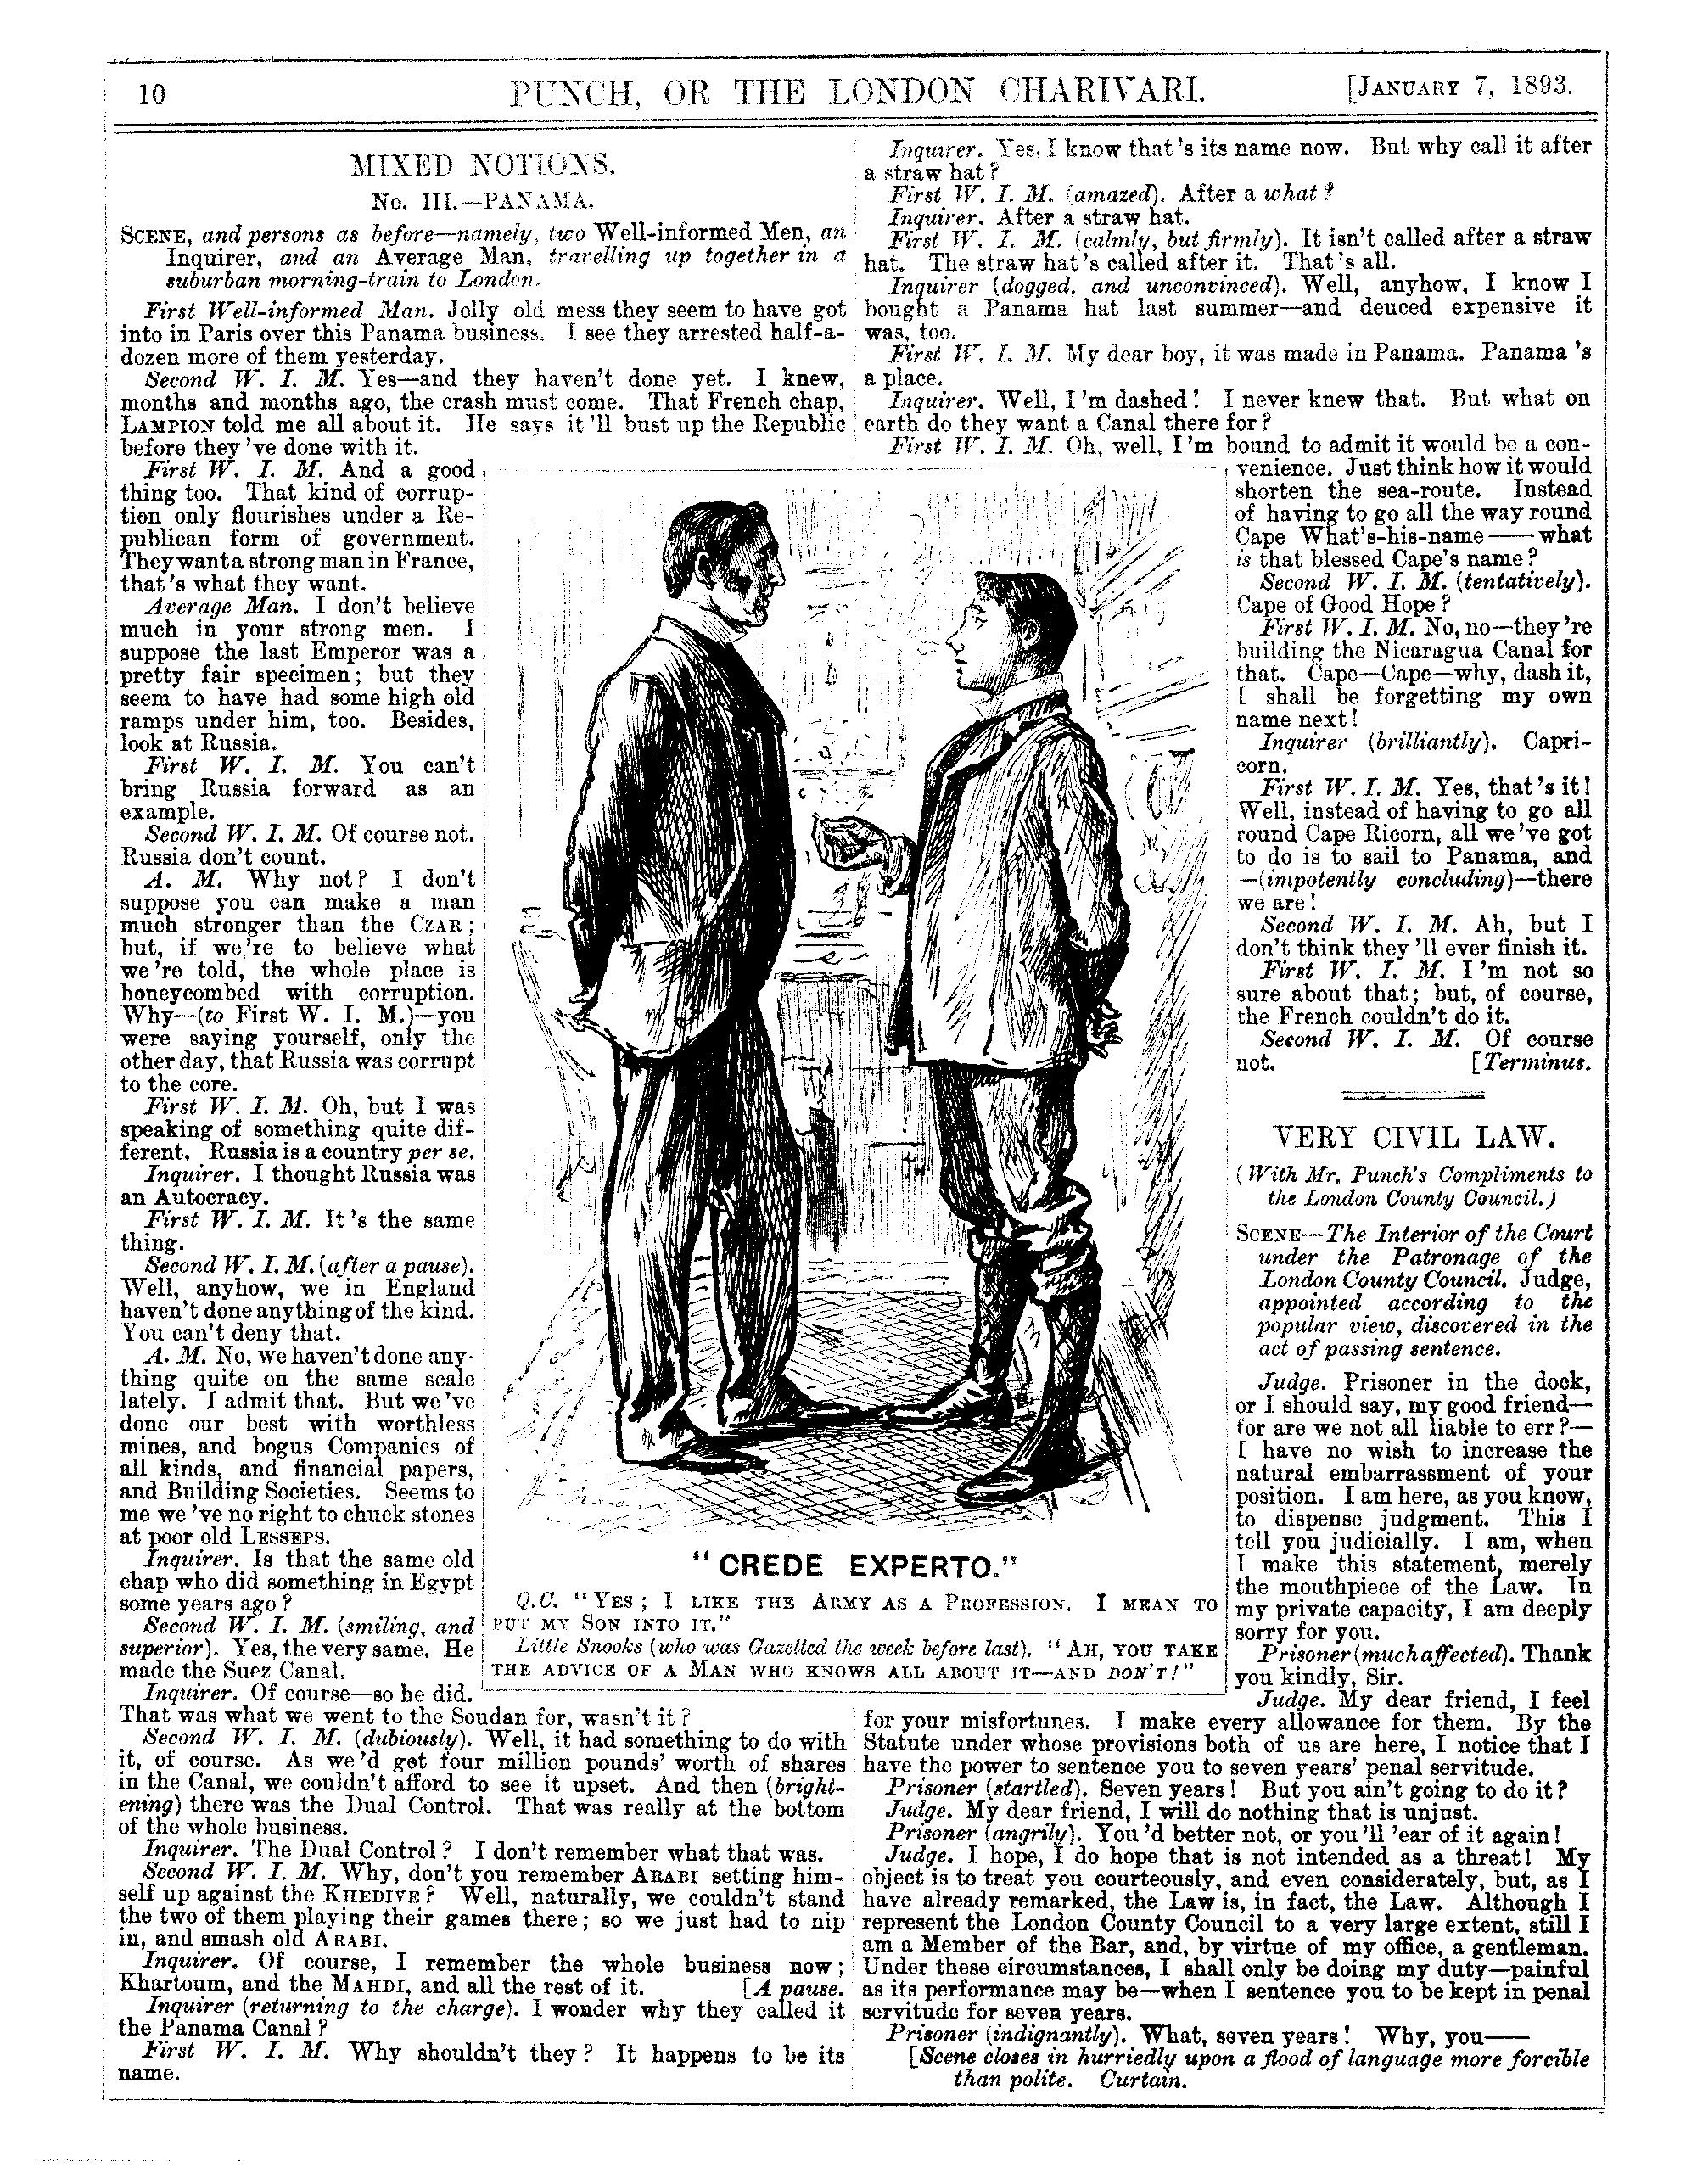 10
PUNCH, OR THE LONDON CHARIVARI.
[JANUARY 7, 1893.
MIXED NOTIONS.
No. III.—PANAMA.
SCENE, and persons as before—namely, two Well-informed Men, an
Inquirer, and an Average Man, travelling up together in a
suburban morning-train to London.
First Well-informed Man. Jolly old mess they seem to have got
into in Paris over this Panama business. I see they arrested half-a-
dozen more of them yesterday.
Second W. I. M. Yes—and they haven't done yet. I knew,
months and months ago, the crash must come. That French chap,
LAMPION told me all about it. He says it'll bust up the Republic
before they've done with it.
First W. I. M. And a good
thing too. That kind of corrup-
tion only flourishes under a Re-
publican form of government.
They want a strong man in France,
that's what they want.
Average Man. I don't believe
much in your strong men. I
suppose the last Emperor was a
pretty fair specimen; but they
seem to have had some high old
ramps under him, too. Besides,
look at Russia.
First W. I. M. You can't
bring Russia forward as an
example.
Second W. I. M. Of course not.
Russia don't count.
A. M. Why not? I don't
suppose you can make a man
much stronger than the CZAR;
but, if we're to believe what
we're told, the whole place is
honeycombed with corruption.
Why—(to First W. I. M.)—you
were saying yourself, only the
other day, that Russia was corrupt
to the core.
First W. I. M. Oh, but I was
speaking of something quite dif-
ferent. Russia is a country per se.
Inquirer. I thought Russia was
an Autocracy.
First W. I. M. It's the same
thing.
Second W. I. M. (after a pause).
Well, anyhow, we in England
haven't done anything of the kind.
You can't deny that.
A. M. No, we haven't done any-
thing quite on the same scale
lately. I admit that. But we've
done our best with worthless
mines, and bogus Companies of
all kinds, and financial papers,
and Building Societies. Seems to
me we've no right to chuck stones
at poor old LESSEPS.
Inquirer. Is that the same old
chap who did something in Egypt
some years ago?
Second W. I. M. (smiling, and
superior). Yes, the very same. He
made the Suez Canal.
Inquirer. Of course—so he did.
That was what we went to the Soudan for, wasn't it?
Second W. I. M. (dubiously). Well, it had something to do with
it, of course. As we'd got four million pounds' worth of shares
in the Canal, we couldn't afford to see it upset. And then (bright-
ening) there was the Dual Control. That was really at the bottom
of the whole business.
Inquirer. The Dual Control? I don't remember what that was.
Second W. I. M. Why, don't you remember ARABI setting him-
self up against the KHEDIVE? Well, naturally, we couldn't stand
the two of them playing their games there; so we just had to nip
in, and smash old ARABI.
Inquirer. Of course, I remember the whole business now;
Khartoum, and the MAHDI, and all the rest of it. [A pause.
Inquirer (returning to the charge). I wonder why they called it
the Panama Canal?
First W. I. M. Why shouldn't they? It happens to be its
name.
Inquirer. Yes, I know that's its name now. But why call it after
a straw hat?
First W. I. M. (amazed). After a what?
Inquirer. After a straw hat.
First W. I. M. (calmly, but firmly). It isn't called after a straw
hat. The straw hat's called after it. That's all.
Inquirer (dogged, and unconvinced). Well, anyhow, I know I
bought a Panama hat last summer—and deuced expensive it
was, too.
First W. I. M. My dear boy, it was made in Panama. Panama's
a place.
Inquirer. Well, I'm dashed! I never knew that. But what on
earth do they want a Canal there for?
First W. I. M. Oh, well, I'm bound to admit it would be a con-
venience. Just think how it would
shorten the sea-route. Instead
of having to go all the way round
Cape What's-his-name——what
is that blessed Cape's name?
Second W. I. M. (tentatively).
Cape of Good Hope?
First W. I. M. No, no—they're
building the Nicaragua Canal for
that. Cape—Cape—why, dash it,
I shall be forgetting my own
name next!
Inquirer (brilliantly). Capri-
corn.
First W. I. M. Yes, that's it!
Well, instead of having to go all
round Cape Ricorn, all we've got
to do is to sail to Panama, and
—(impotently concluding)—there
we are!
Second W. I. M. Ah, but I
don't think they'll ever finish it.
First W. I. M. I'm not so
sure about that; but, of course,
the French couldn't do it.
Second W. I. M. Of course
not. [Terminus.
"CREDE EXPERTO."
Q.C. "YES; I LIKE THE ARMY AS A PROFESSION. I MEAN TO
PUT MY SON INTO IT."
Little Snooks (who was Gazetted the week before last). "AH, YOU TAKE
THE ADVICE OF A MAN WHO KNOWS ALL ABOUT IT—AND DON'T!"
VERY CIVIL LAW.
(With Mr. Punch's Compliments to
the London County Council.)
SCENE—The Interior of the Court
under the Patronage of the
London County Council. Judge,
appointed according to the
popular view, discovered in the
act of passing sentence.
Judge. Prisoner in the dock,
or I should say, my good friend—
for are we not all liable to err?—
I have no wish to increase the
natural embarrassment of your
position. I am here, as you know,
to dispense judgment. This I
tell you judicially. I am, when
I make this statement, merely
the mouthpiece of the Law. In
my private capacity, I am deeply
sorry for you.
Prisoner (much affected). Thank
you kindly, Sir.
Judge. My dear friend, I feel
for your misfortunes. I make every allowance for them. By the
Statute under whose provisions both of us are here, I notice that I
have the power to sentence you to seven years' penal servitude.
Prisoner (startled). Seven years! But you ain't going to do it?
Judge. My dear friend, I will do nothing that is unjust.
Prisoner (angrily). You'd better not, or you'll 'ear of it again!
Judge. I hope, I do hope that is not intended as a threat! My
object is to treat you courteously, and even considerately, but, as I
have already remarked, the Law is, in fact, the Law. Although I
represent the London County Council to a very large extent, still I
am a Member of the Bar, and, by virtue of my office, a gentleman.
Under these circumstances, I shall only be doing my duty—painful
as its performance may be—when I sentence you to be kept in penal
servitude for seven years.
Prisoner (indignantly). What, seven years! Why, you——
[Scene closes in hurriedly upon a flood of language more forcible
than polite. Curtain.